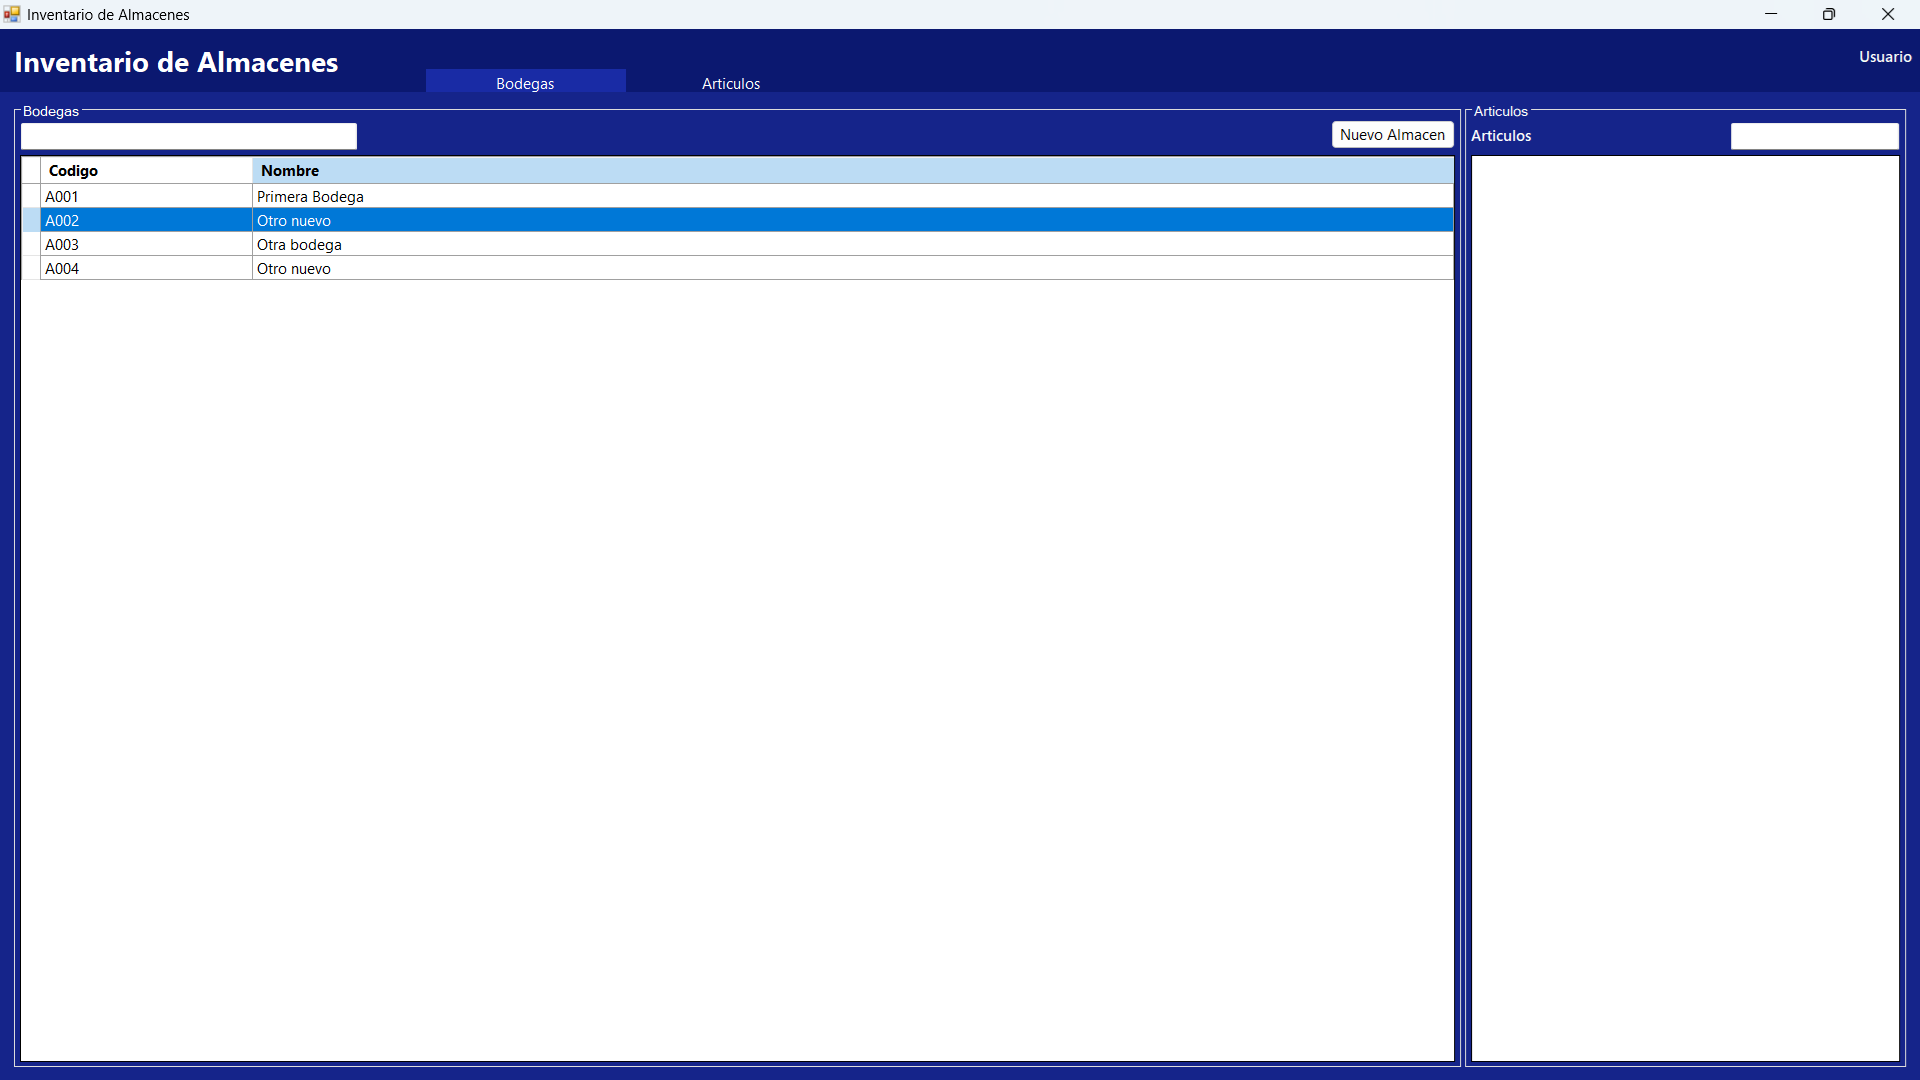 Inventario de Almacenes
Inventario de Almacenes
Bodegas
Articulos
Usuario
Bodegas
Nuevo Almacen
Codigo Nombre
A001 Primera Bodega
A002 Otro nuevo
A003 Otra bodega
A004 Otro nuevo
Articulos
Articulos